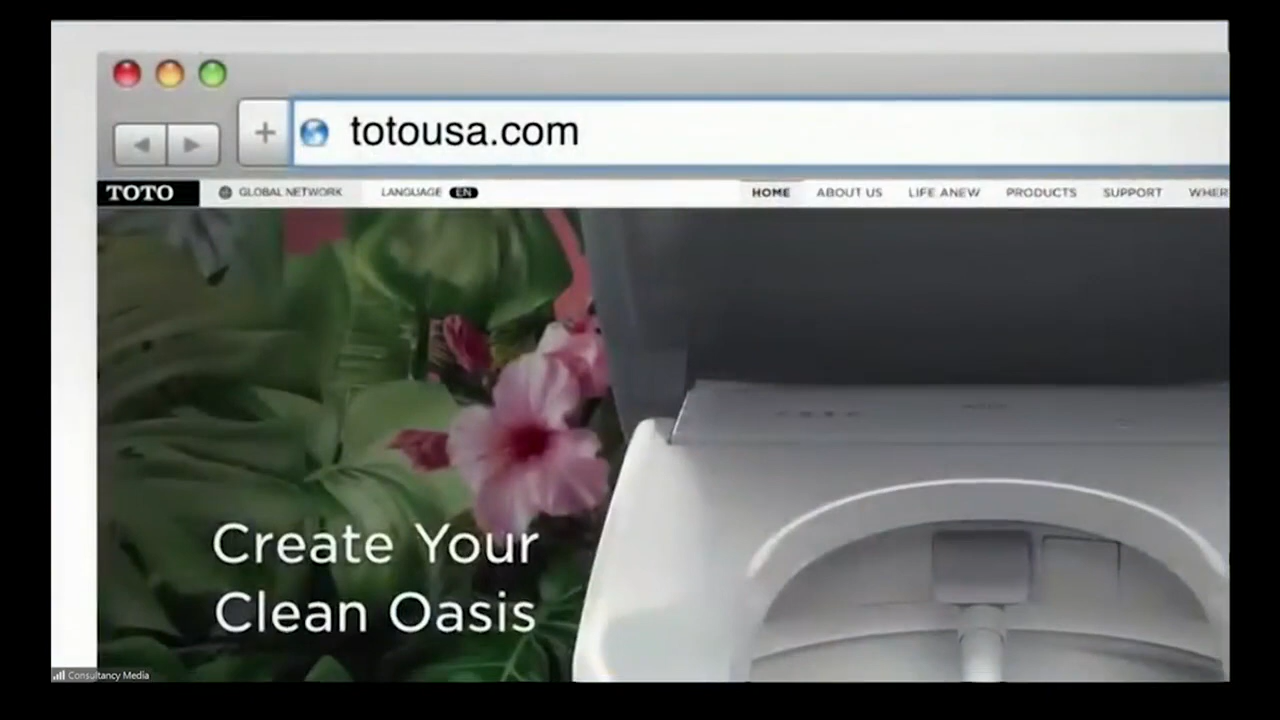 totousa.com
TOTO GLOBAL NETWORK LANGUAGE EN HOME ABOUT US LIFE ANEW PRODUCTS SUPPORT WHER
Create Your
Clean Oasis
Consultancy Media